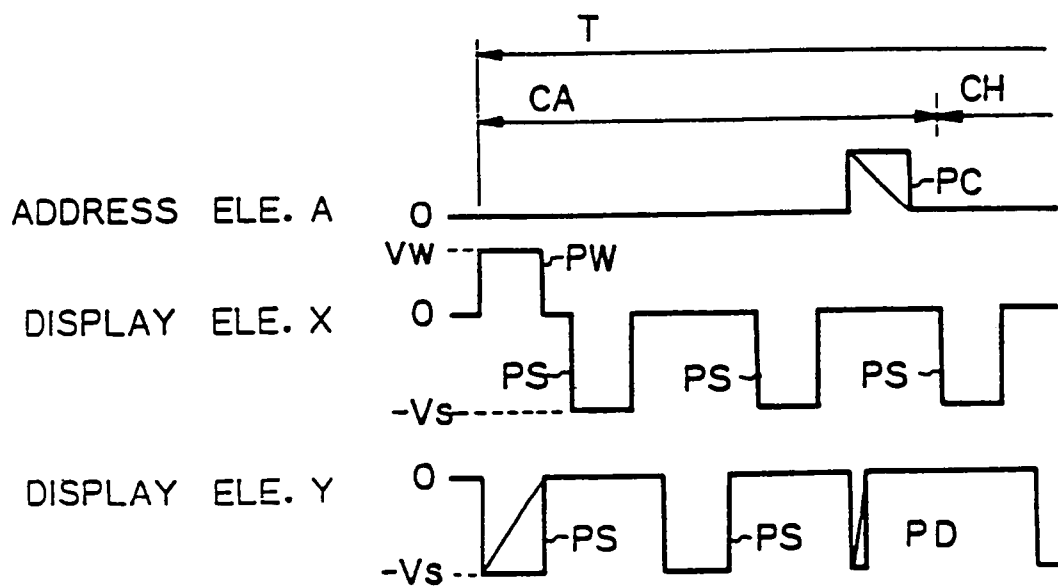 T
CA CH
ADDRESS ELE. A 0 PC
VW PW
DISPLAY ELE. X 0
PS PS PS
-Vs
DISPLAY ELE. Y 0
PS PS PD
-Vs